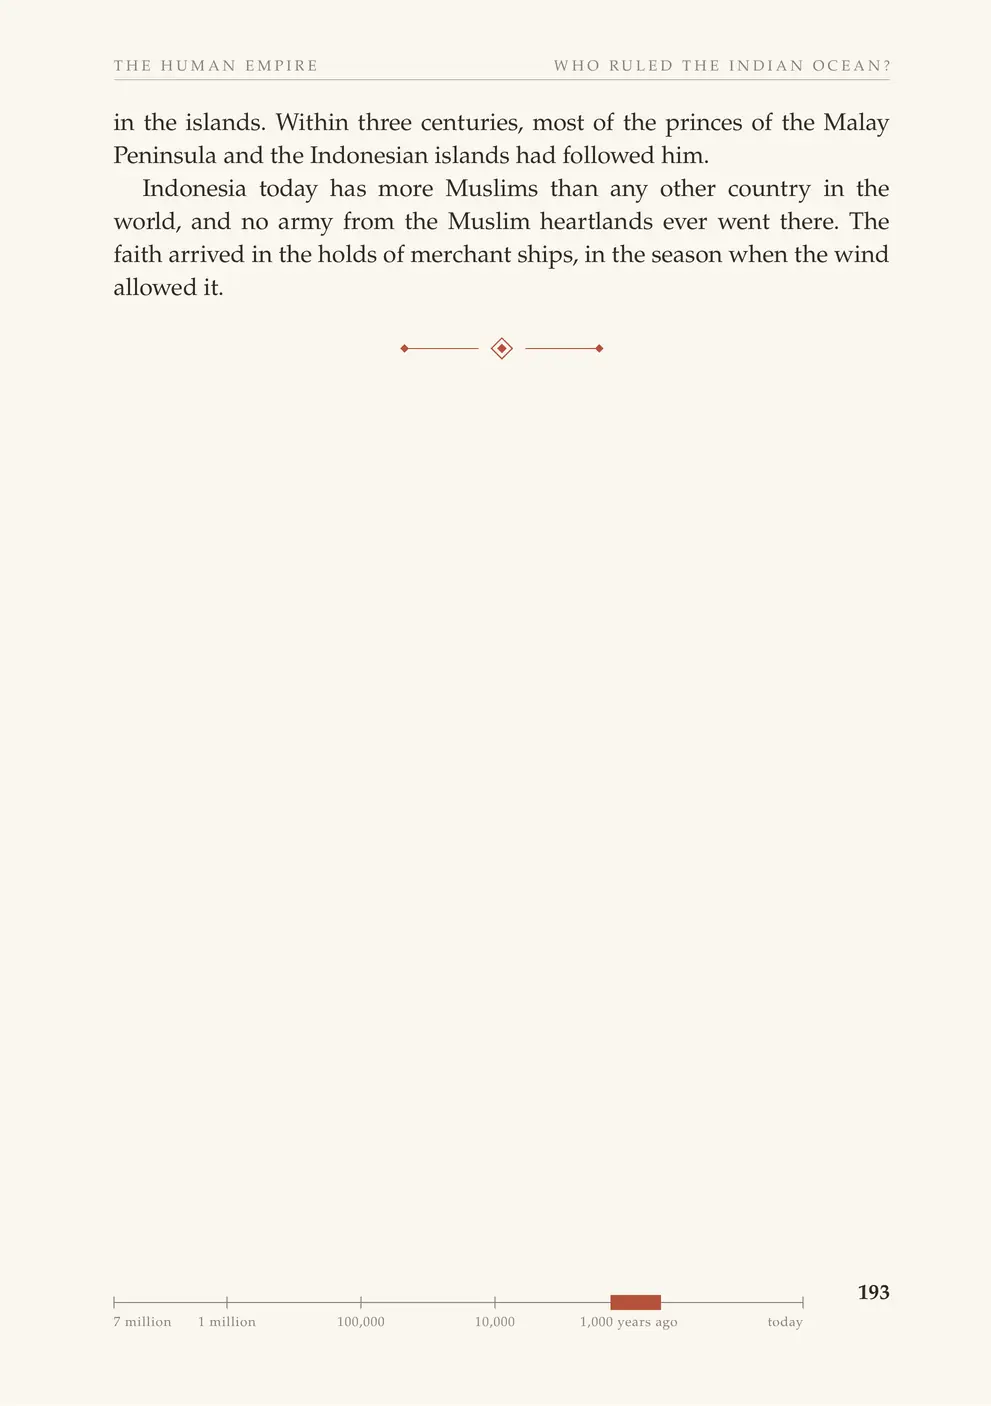 THE HUMAN EMPIRE
WHO RULED THE INDIAN OCEAN?
in the islands. Within three centuries, most of the princes of the Malay
Peninsula and the Indonesian islands had followed him.
Indonesia today has more Muslims than any other country in the
world, and no army from the Muslim heartlands ever went there. The
faith arrived in the holds of merchant ships, in the season when the wind
allowed it.
193
7 million
1 million
100,000
10,000
1,000 years ago
today